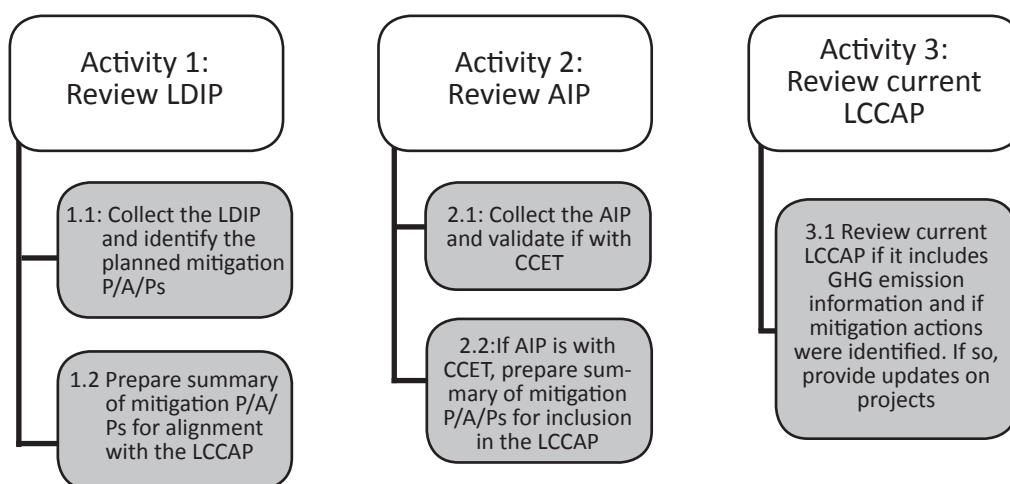 Activity 1:
Review LDIP
1.1: Collect the LDIP
and identify the
planned mitigation
P/A/Ps
1.2 Prepare summary
of mitigation P/A/
Ps for alignment
with the LCCAP
Activity 2:
Review AIP
2.1: Collect the AIP
and validate if with
CCET
2.2:If AIP is with
CCET, prepare sum-
mary of mitigation
P/A/Ps for inclusion
in the LCCAP
Activity 3:
Review current
LCCAP
3.1 Review current
LCCAP if it includes
GHG emission
information and if
mitigation actions
were identified. If so,
provide updates on
projects